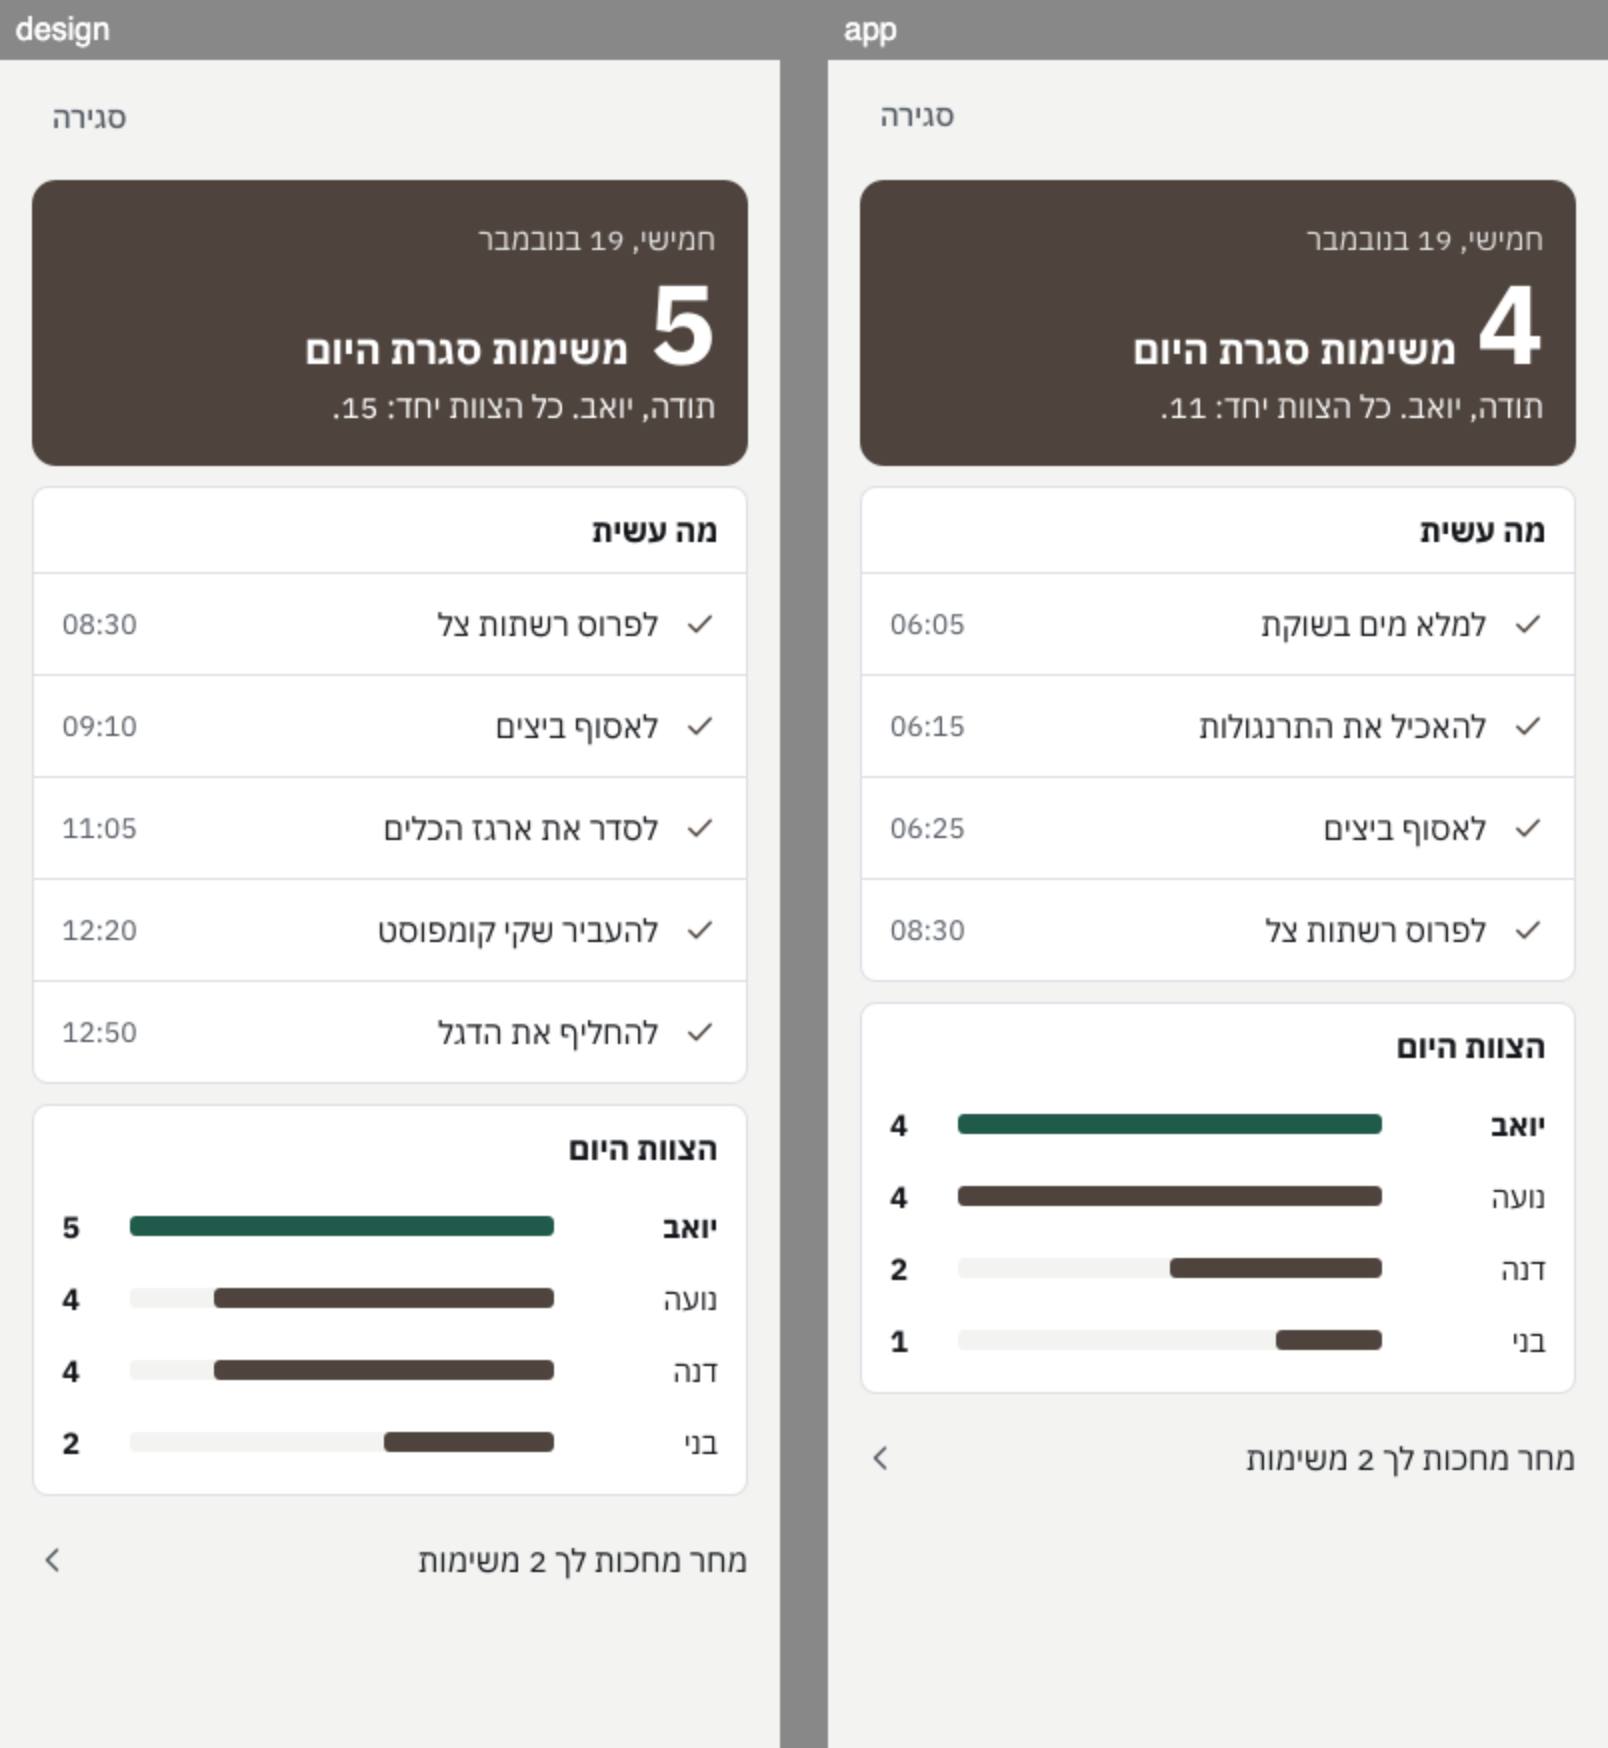 design
סגירה
חמישי, 19 בנובמבר
5 משימות סגרת היום
תודה, יואב. כל הצוות יחד: 15.
מה עשית
לפרוס רשתות צל 08:30
לאסוף ביצים 09:10
לסדר את ארגז הכלים 11:05
להעביר שקי קומפוסט 12:20
להחליף את הדגל 12:50
הצוות היום
יואב 5
נועה 4
דנה 4
בני 2
מחר מחכות לך 2 משימות
app
סגירה
חמישי, 19 בנובמבר
4 משימות סגרת היום
תודה, יואב. כל הצוות יחד: 11.
מה עשית
למלא מים בשוקת 06:05
להאכיל את התרנגולות 06:15
לאסוף ביצים 06:25
לפרוס רשתות צל 08:30
הצוות היום
יואב 4
נועה 4
דנה 2
בני 1
מחר מחכות לך 2 משימות